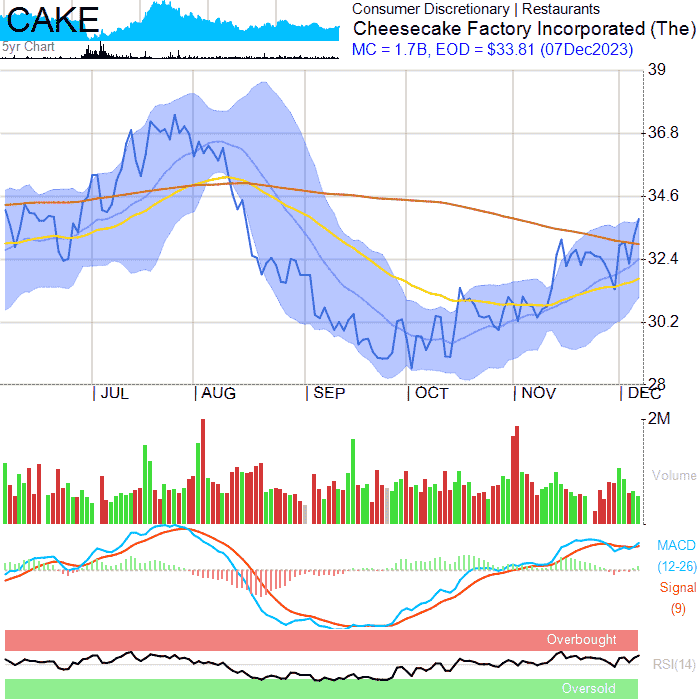 CAKE
5yr Chart
Consumer Discretionary | Restaurants
Cheesecake Factory Incorporated (The)
MC = 1.7B, EOD = $33.81 (07Dec2023)
39
36.8
34.6
32.4
30.2
28
JUL AUG SEP OCT NOV DEC
2M
Volume
MACD
(12-26)
Signal
(9)
Overbought
RSI(14)
Oversold